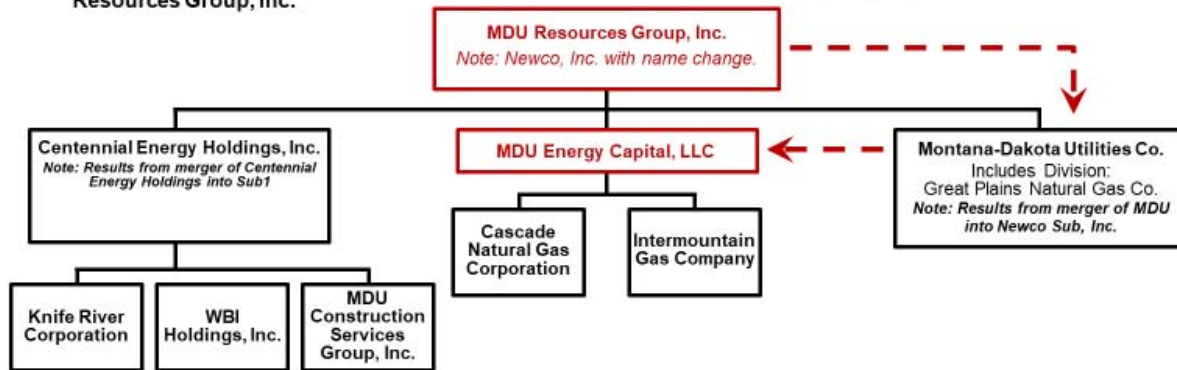 Resources Group, Inc.
MDU Resources Group, Inc.
Note: Newco, Inc. with name change.
Centennial Energy Holdings, Inc.
Note: Results from merger of Centennial
Energy Holdings into Sub1
MDU Energy Capital, LLC
Montana-Dakota Utilities Co.
Includes Division:
Great Plains Natural Gas Co.
Note: Results from merger of MDU
into Newco Sub, Inc.
Cascade
Natural Gas
Corporation
Intermountain
Gas Company
Knife River
Corporation
WBI
Holdings, Inc.
MDU
Construction
Services
Group, Inc.